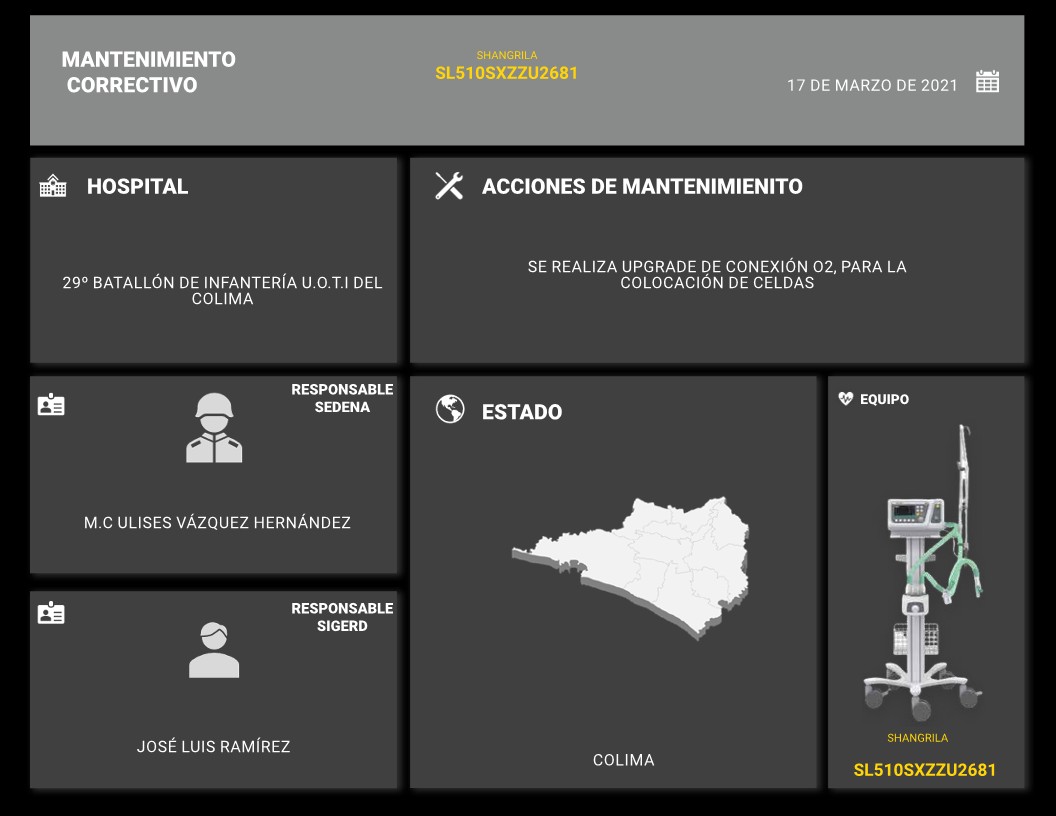 MANTENIMIENTO
CORRECTIVO
SHANGRILA
SL510SXZZU2681
17 DE MARZO DE 2021
HOSPITAL
29º BATALLÓN DE INFANTERÍA U.O.T.I DEL
COLIMA
ACCIONES DE MANTENIMIENITO
SE REALIZA UPGRADE DE CONEXIÓN O2, PARA LA
COLOCACIÓN DE CELDAS
RESPONSABLE
SEDENA
M.C ULISES VÁZQUEZ HERNÁNDEZ
RESPONSABLE
SIGERD
JOSÉ LUIS RAMÍREZ
ESTADO
COLIMA
EQUIPO
SHANGRILA
SL510SXZZU2681